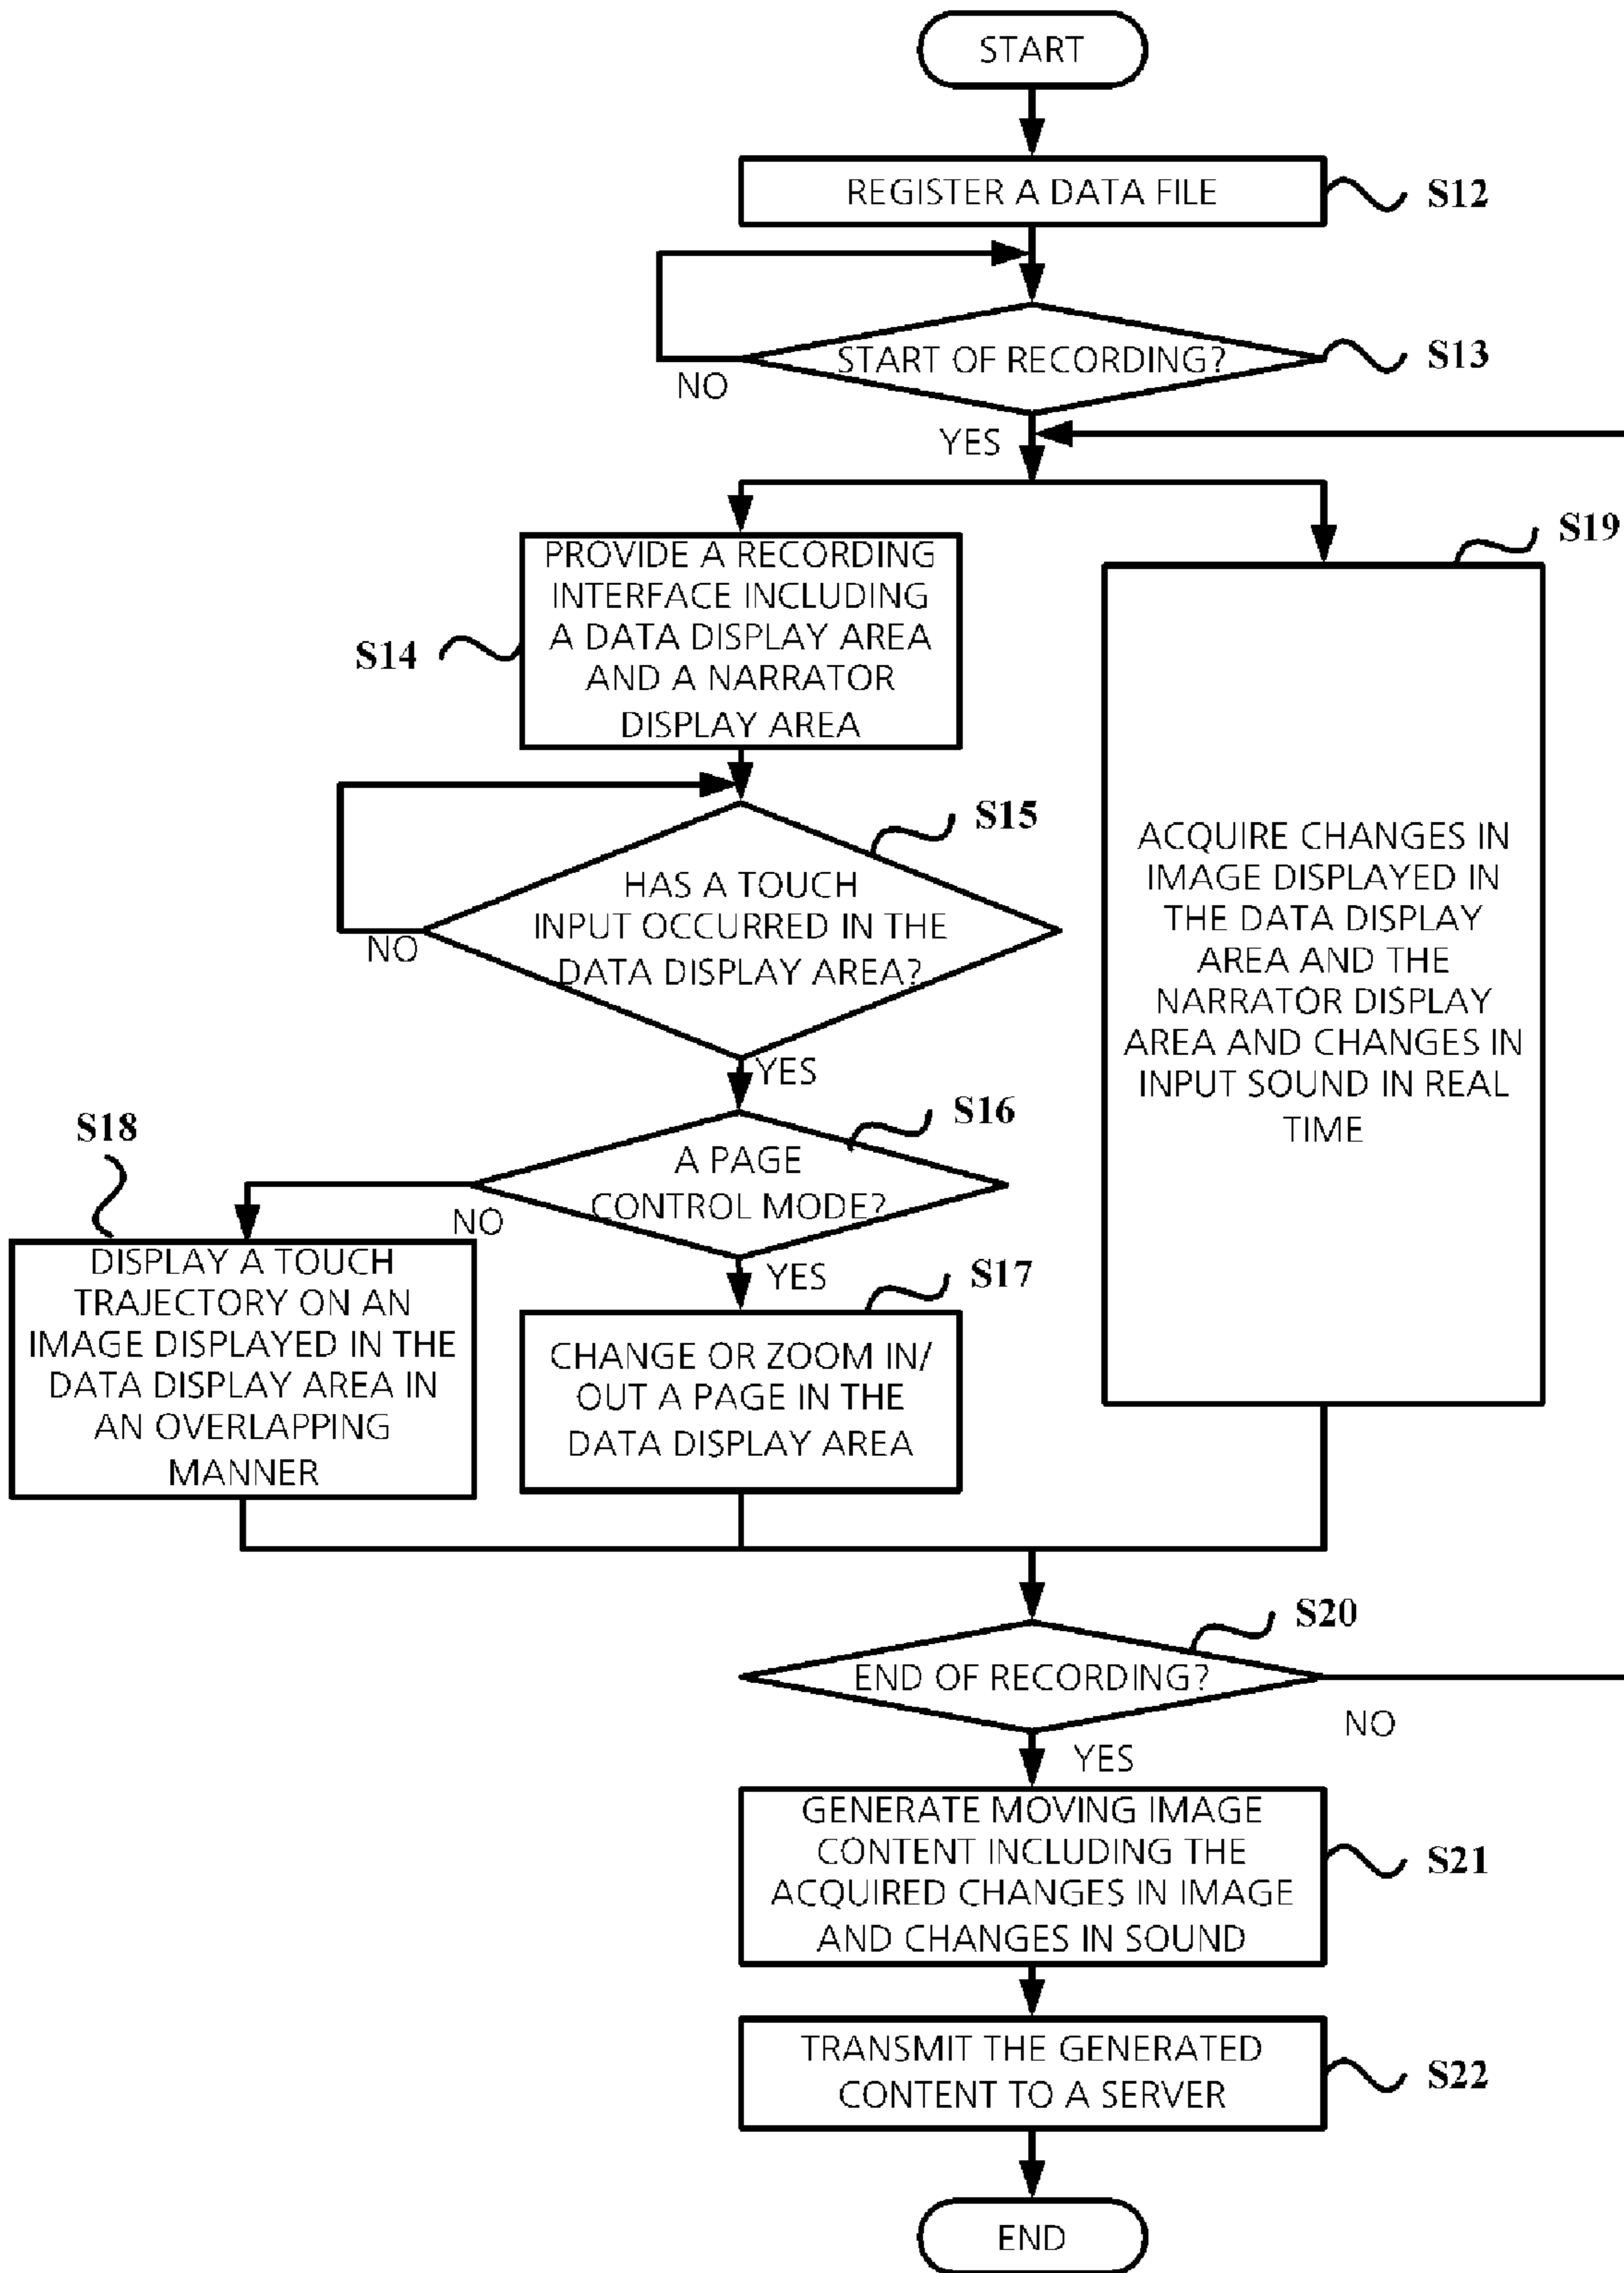 START
REGISTER A DATA FILE
S12
START OF RECORDING?
S13
NO
YES
S19
PROVIDE A RECORDING
INTERFACE INCLUDING
A DATA DISPLAY AREA
AND A NARRATOR
DISPLAY AREA
S14
S15
HAS A TOUCH
INPUT OCCURRED IN THE
DATA DISPLAY AREA?
NO
YES
ACQUIRE CHANGES IN
IMAGE DISPLAYED IN
THE DATA DISPLAY
AREA AND THE
NARRATOR DISPLAY
AREA AND CHANGES IN
INPUT SOUND IN REAL
TIME
S16
A PAGE
CONTROL MODE?
S18
NO
YES
S17
DISPLAY A TOUCH
TRAJECTORY ON AN
IMAGE DISPLAYED IN THE
DATA DISPLAY AREA IN
AN OVERLAPPING
MANNER
CHANGE OR ZOOM IN/
OUT A PAGE IN THE
DATA DISPLAY AREA
S20
END OF RECORDING?
NO
YES
GENERATE MOVING IMAGE
CONTENT INCLUDING THE
ACQUIRED CHANGES IN IMAGE
AND CHANGES IN SOUND
S21
TRANSMIT THE GENERATED
CONTENT TO A SERVER
S22
END